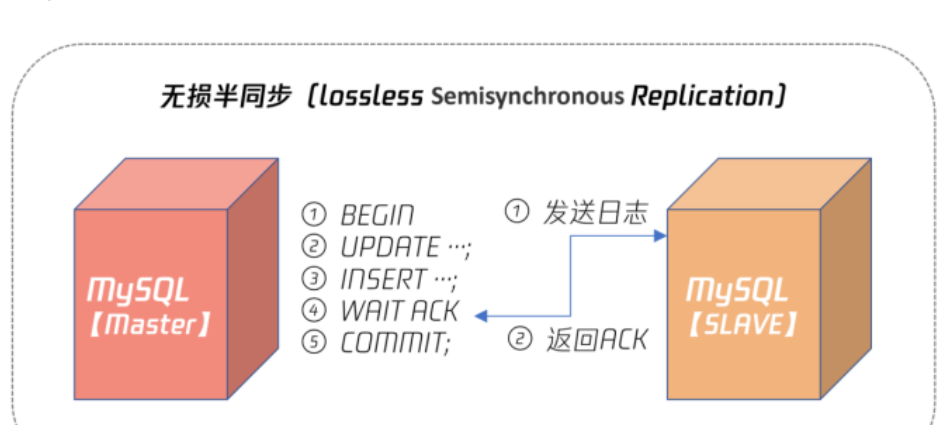 无损半同步（lossless Semisynchronous Replication）
MySQL
【Master】
① BEGIN
② UPDATE ...;
③ INSERT ...;
④ WAIT ACK
⑤ COMMIT;
① 发送日志
② 返回ACK
MySQL
【SLAVE】